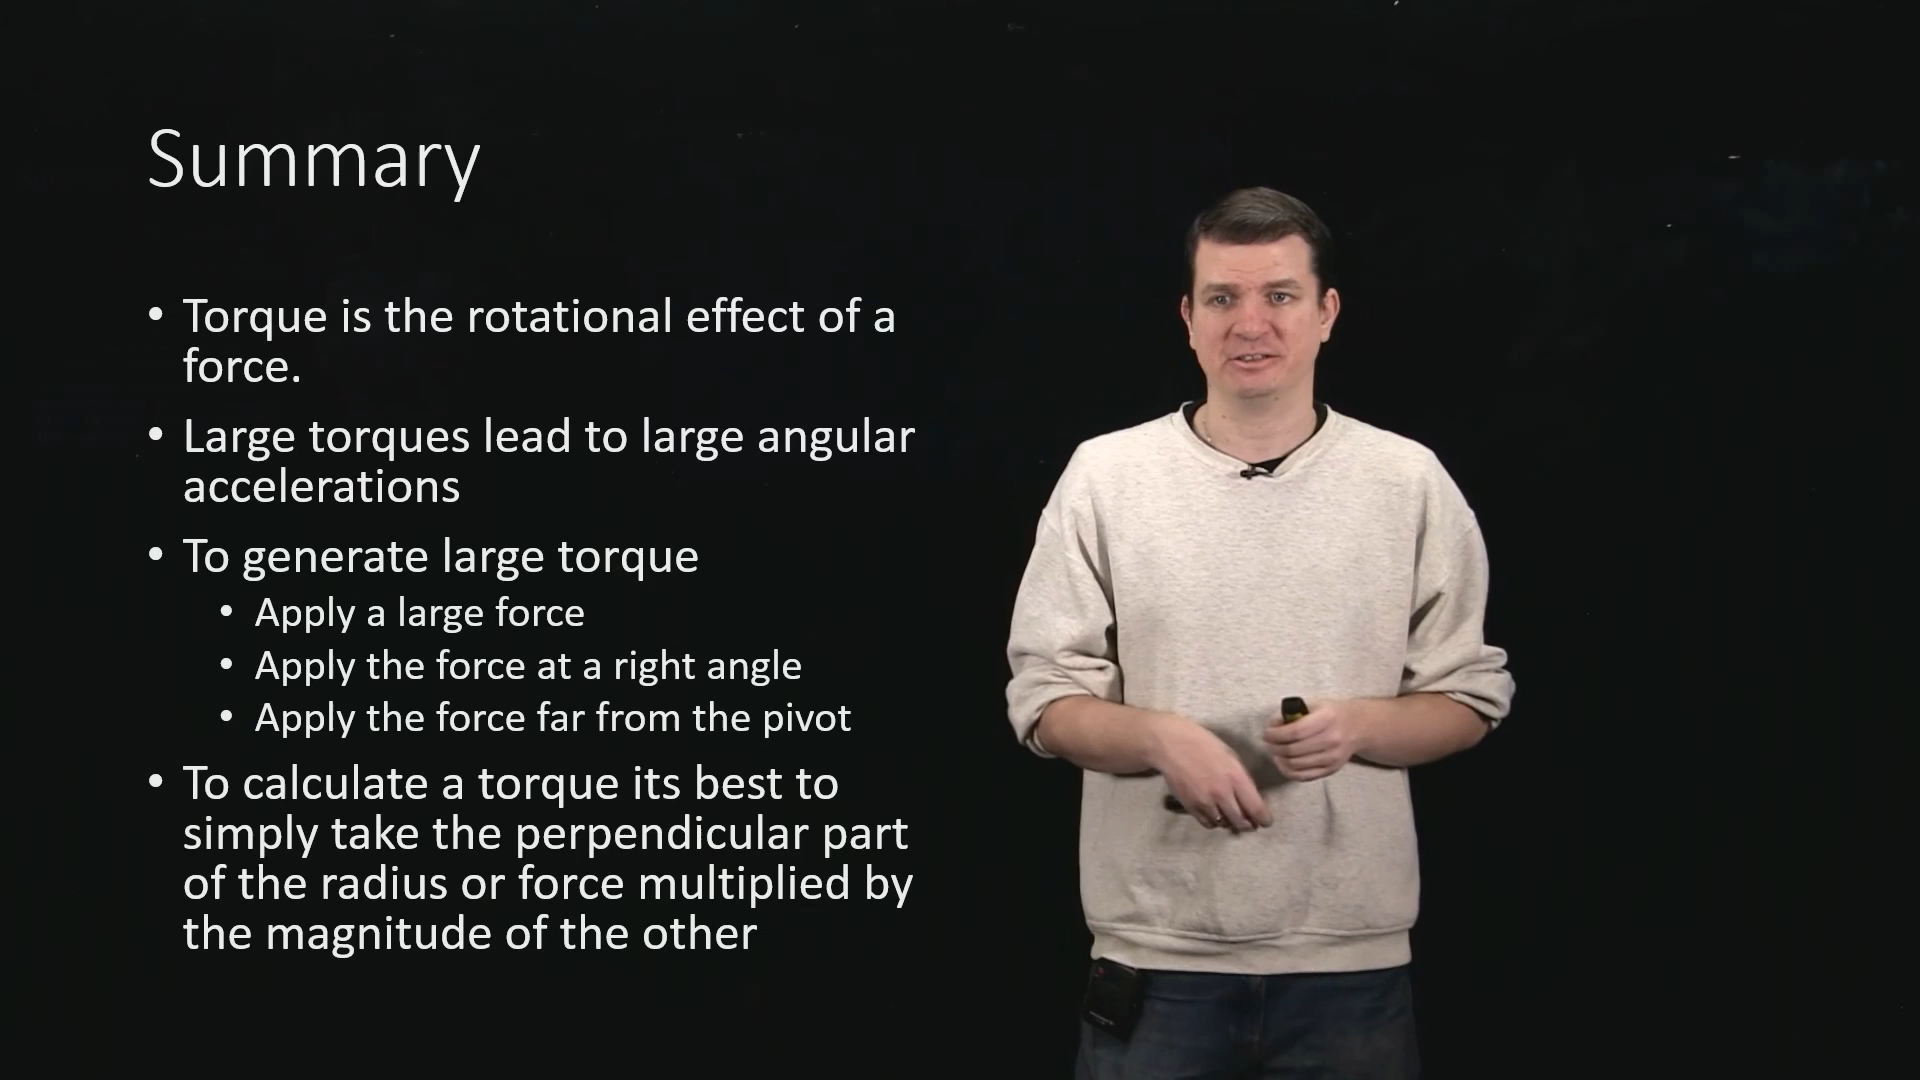 Summary
• Torque is the rotational effect of a
force.
• Large torques lead to large angular
accelerations
• To generate large torque
• Apply a large force
• Apply the force at a right angle
• Apply the force far from the pivot
• To calculate a torque its best to
simply take the perpendicular part
of the radius or force multiplied by
the magnitude of the other